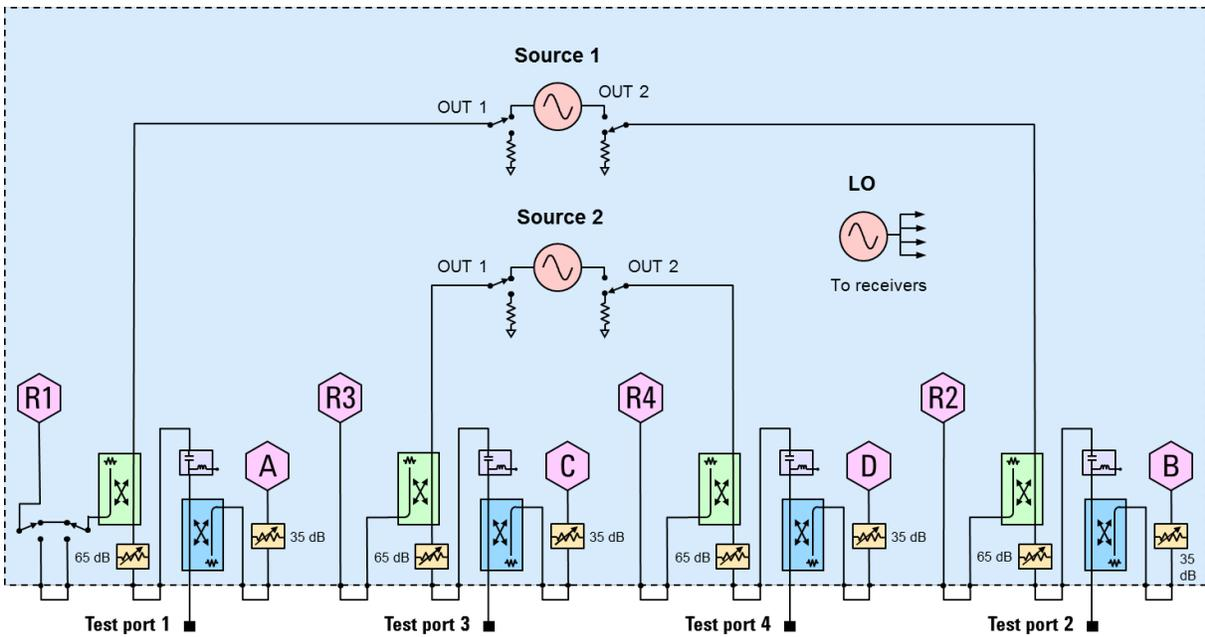 Source 1
OUT 1
OUT 2
LO
To receivers
Source 2
OUT 1
OUT 2
R1
R3
R4
R2
A
C
D
B
65 dB
35 dB
65 dB
35 dB
65 dB
35 dB
65 dB
35
dB
Test port 1
Test port 3
Test port 4
Test port 2